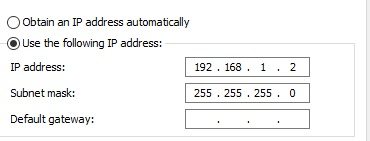 Obtain an IP address automatically
Use the following IP address:
IP address: 192 . 168 . 1 . 2
Subnet mask: 255 . 255 . 255 . 0
Default gateway: . . .